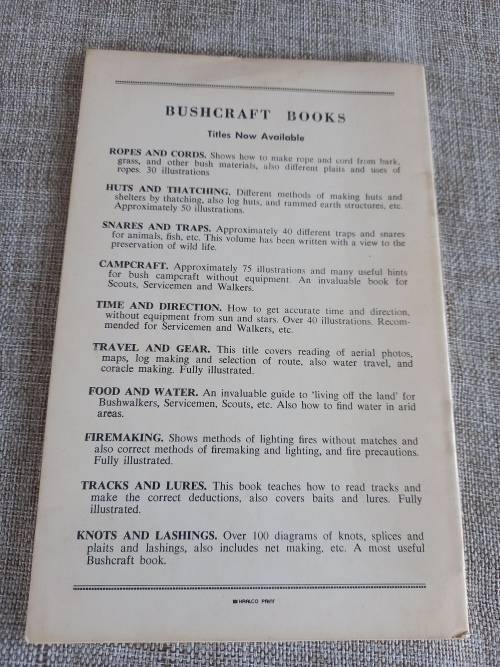 BUSHCRAFT BOOKS
Titles Now Available
ROPES AND CORDS. Shows how to make rope and cord from bark,
grass, and other bush materials, also different plaits and uses of
ropes. 30 illustrations
HUTS AND THATCHING. Different methods of making huts and
shelters by thatching, also log huts, and rammed earth structures, etc.
Approximately 50 illustrations.
SNARES AND TRAPS. Approximately 40 different traps and snares
for animals, fish, etc. This volume has been written with a view to the
preservation of wild life.
CAMPCRAFT. Approximately 75 illustrations and many useful hints
for bush campcraft without equipment. An invaluable book for
Scouts, Servicemen and Walkers.
TIME AND DIRECTION. How to get accurate time and direction,
without equipment from sun and stars. Over 40 illustrations. Recom-
mended for Servicemen and Walkers, etc.
TRAVEL AND GEAR. This title covers reading of aerial photos,
maps, log making and selection of route, also water travel, and
coracle making. Fully illustrated.
FOOD AND WATER. An invaluable guide to 'living off the land' for
Bushwalkers, Servicemen, Scouts, etc. Also how to find water in arid
areas.
FIREMAKING. Shows methods of lighting fires without matches and
also correct methods of firemaking and lighting, and fire precautions.
Fully illustrated.
TRACKS AND LURES. This book teaches how to read tracks and
make the correct deductions, also covers baits and lures. Fully
illustrated.
KNOTS AND LASHINGS. Over 100 diagrams of knots, splices and
plaits and lashings, also includes net making, etc. A most useful
Bushcraft book.
HARLCO PRINT